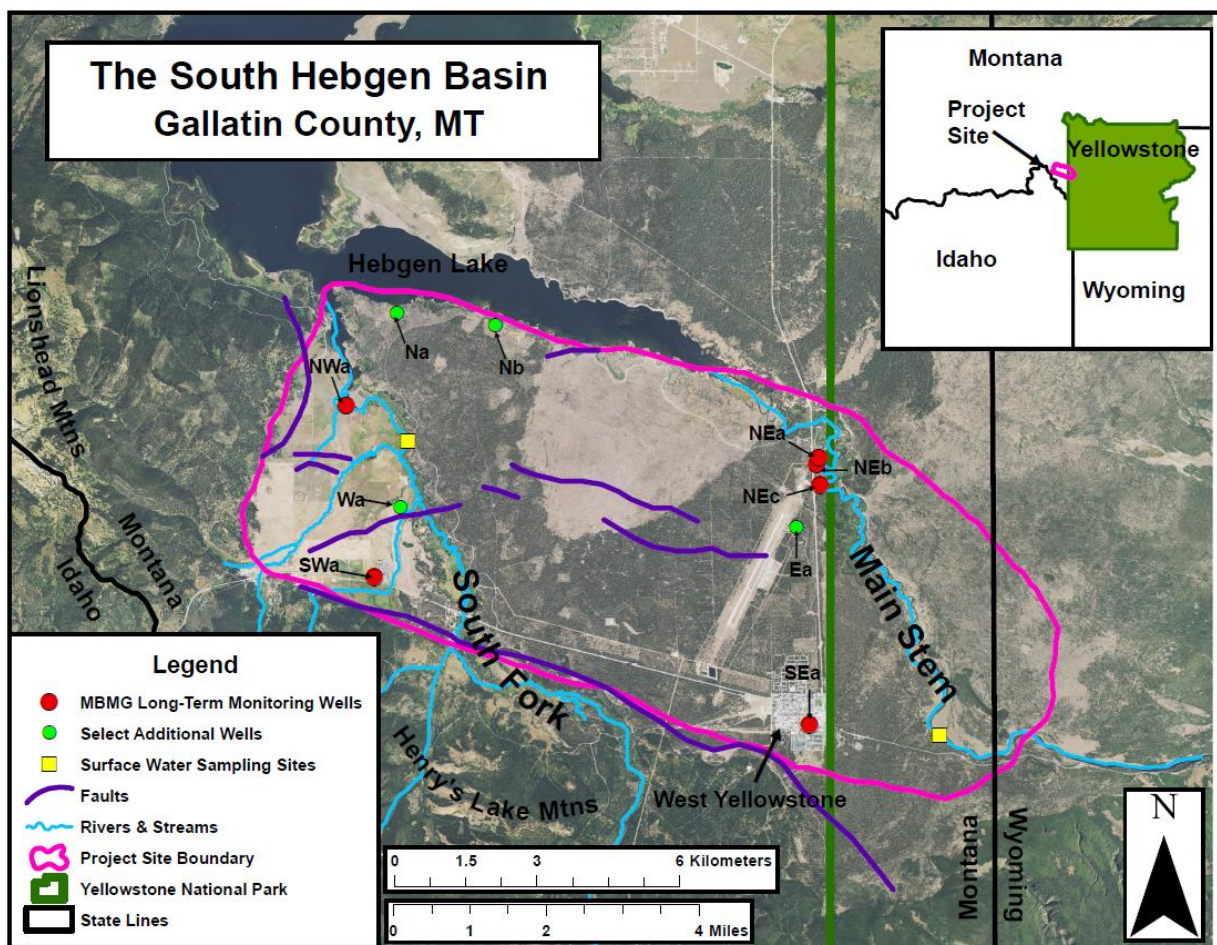 The South Hebgen Basin
Gallatin County, MT
Montana
Project
Site
Yellowstone
Idaho
Wyoming
Hebgen Lake
Lionshead Mtns
Na
Nb
NWa
NEa
NEb
NEc
Wa
Ea
SWa
Montana
Idaho
South Fork
Main Stem
SEa
Henry's Lake Mtns
West Yellowstone
Montana
Wyoming
Legend
MBMG Long-Term Monitoring Wells
Select Additional Wells
Surface Water Sampling Sites
Faults
Rivers & Streams
Project Site Boundary
Yellowstone National Park
State Lines
0 1.5 3 6 Kilometers
0 1 2 4 Miles
N